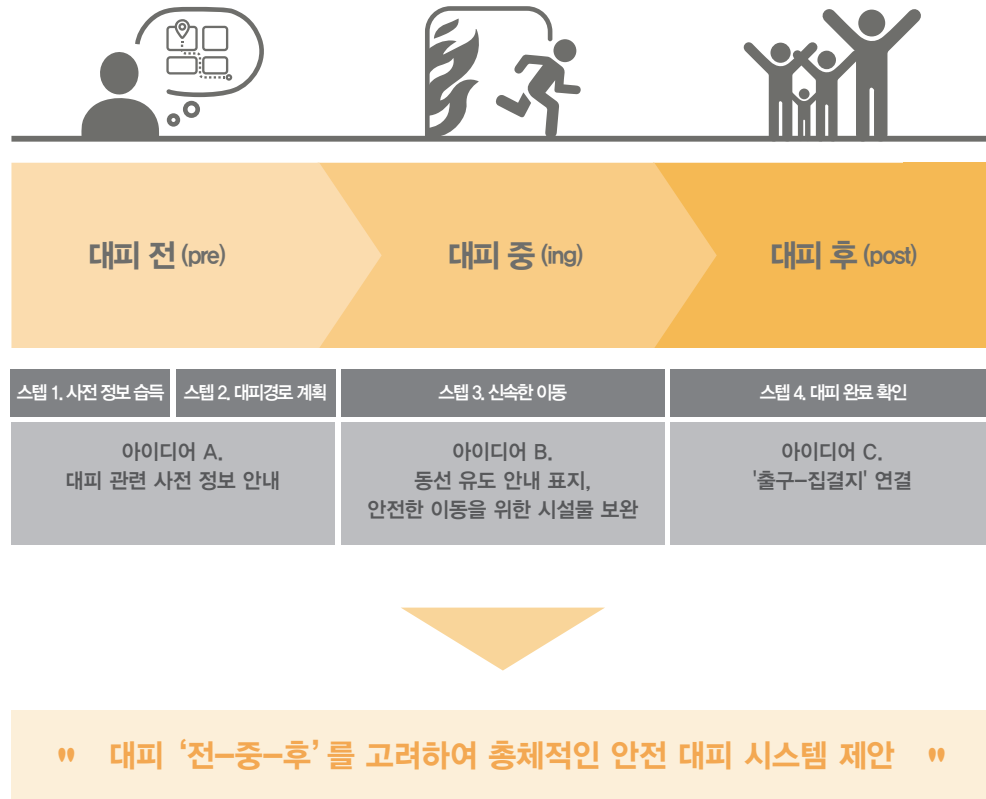 대피 전 (pre)
대피 중 (ing)
대피 후 (post)
스텝 1. 사전 정보 습득
스텝 2. 대피경로 계획
스텝 3. 신속한 이동
스텝 4. 대피 완료 확인
아이디어 A.
대피 관련 사전 정보 안내
아이디어 B.
동선 유도 안내 표지,
안전한 이동을 위한 시설물 보완
아이디어 C.
'출구-집결지' 연결
" 대피 ‘전-중-후’ 를 고려하여 총체적인 안전 대피 시스템 제안 "